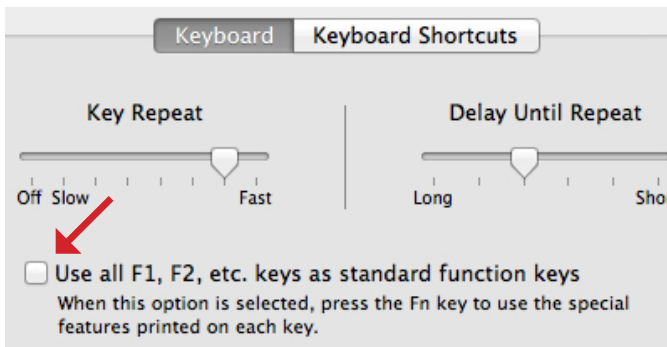 Keyboard Keyboard Shortcuts
Key Repeat Delay Until Repeat
Off Slow Fast Long
Use all F1, F2, etc. keys as standard function keys
When this option is selected, press the Fn key to use the special
features printed on each key.